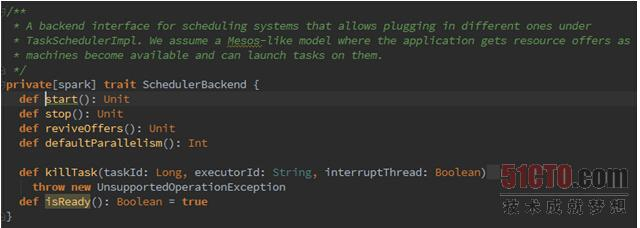 /**
* A backend interface for scheduling systems that allows plugging in different ones under
* TaskSchedulerImpl. We assume a Mesos-like model where the application gets resource offers as
* machines become available and can launch tasks on them.
*/
private[spark] trait SchedulerBackend {
def start(): Unit
def stop(): Unit
def reviveOffers(): Unit
def defaultParallelism(): Int
def killTask(taskId: Long, executorId: String, interruptThread: Boolean)
throw new UnsupportedOperationException
def isReady(): Boolean = true
}
51CTO.com
技术成就梦想